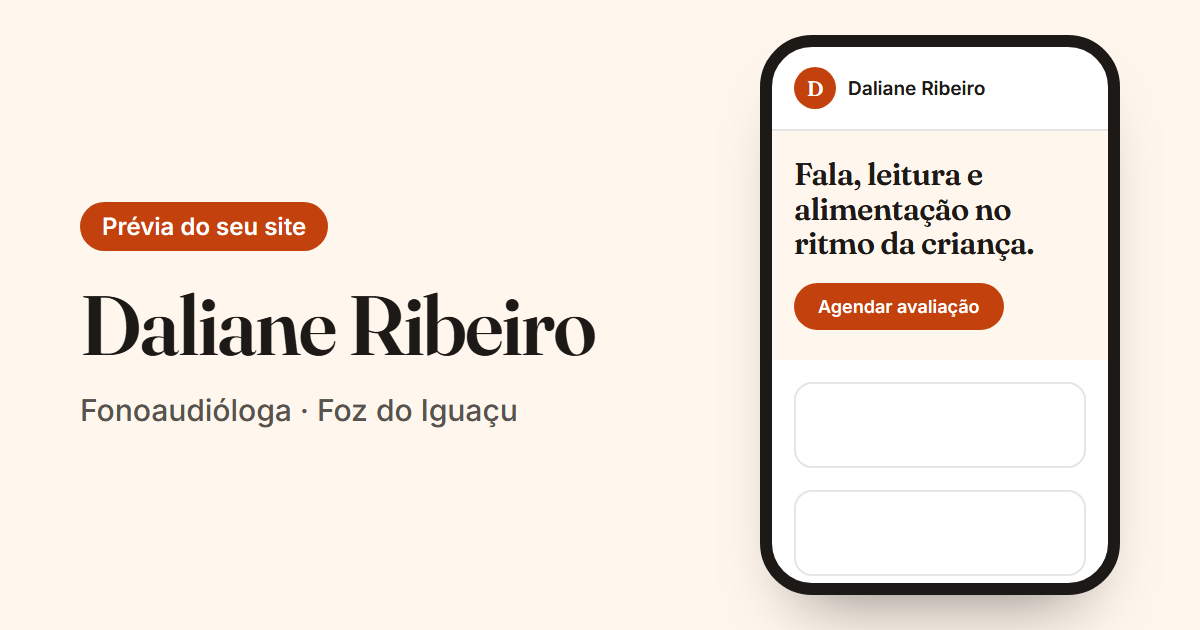 Prévia do seu site
Daliane Ribeiro
Fonoaudióloga · Foz do Iguaçu
D
Daliane Ribeiro
Fala, leitura e
alimentação no
ritmo da criança.
Agendar avaliação